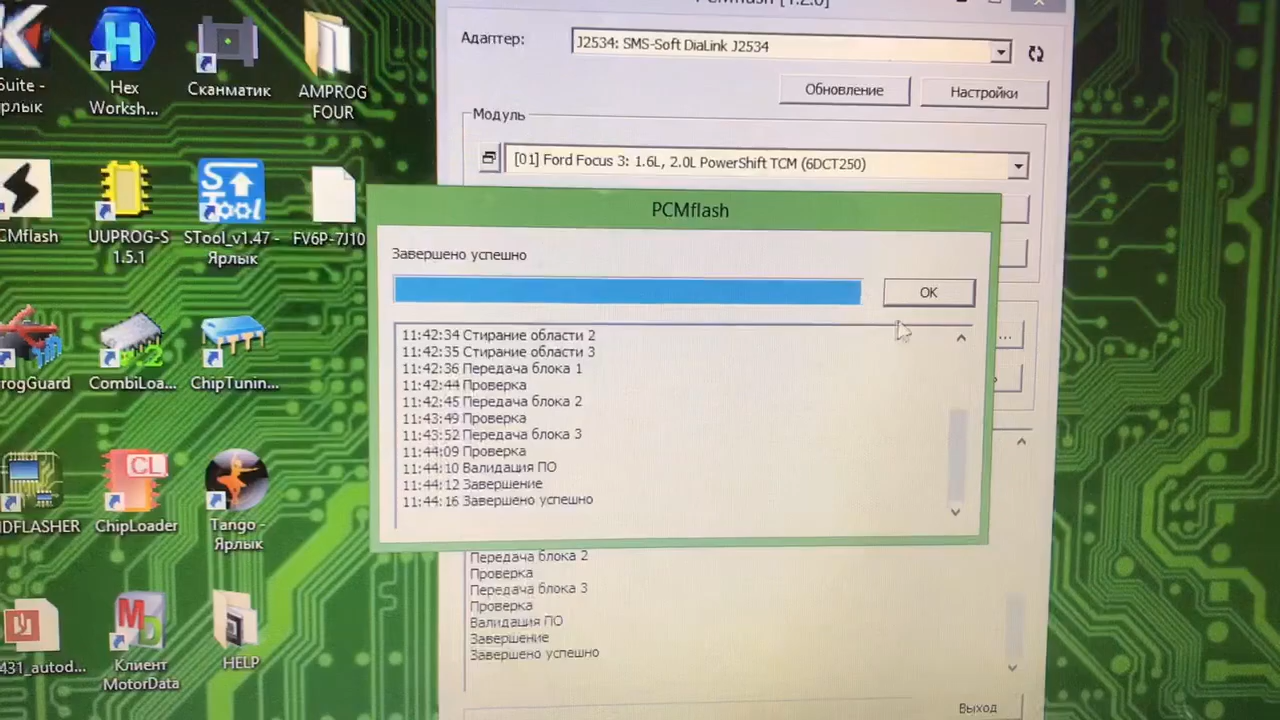 PCMflash [1.2.0]
Адаптер:
J2534: SMS-Soft DiaLink J2534
Обновление
Настройки
Модуль
[01] Ford Focus 3: 1.6L, 2.0L PowerShift TCM (6DCT250)
PCMflash
Завершено успешно
OK
11:42:34 Стирание области 2
11:42:35 Стирание области 3
11:42:36 Передача блока 1
11:42:44 Проверка
11:42:45 Передача блока 2
11:43:49 Проверка
11:43:52 Передача блока 3
11:44:09 Проверка
11:44:10 Валидация ПО
11:44:12 Завершение
11:44:16 Завершено успешно
...
Передача блока 2
Проверка
Передача блока 3
Проверка
Валидация ПО
Завершение
Завершено успешно
Выход
Suite -
рлык
Hex
Worksh...
Сканматик
AMPROG
FOUR
CMflash
UUPROG-S
1.5.1
STool_v1.47 -
Ярлык
FV6P-7J10
rogGuard
CombiLoa...
ChipTunin...
NDFLASHER
ChipLoader
Tango -
Ярлык
431_autod...
Клиент
MotorData
HELP